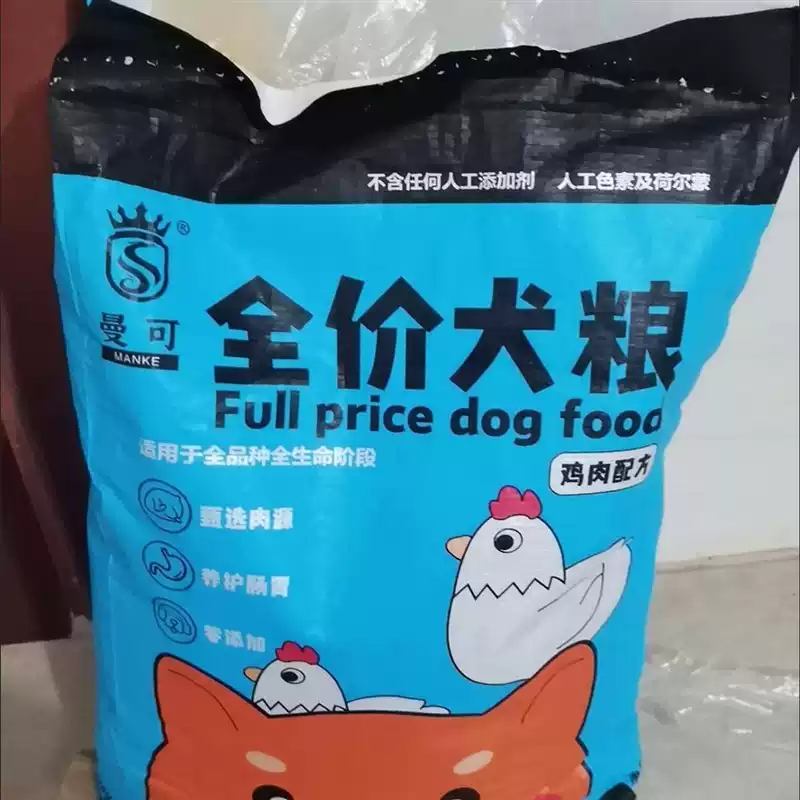 不含任何人工添加剂 人工色素及荷尔蒙
S
®
曼可
MANKE
全价犬粮
Full price dog food
适用于全品种全生命阶段
鸡肉配方
甄选肉源
养护肠胃
零添加